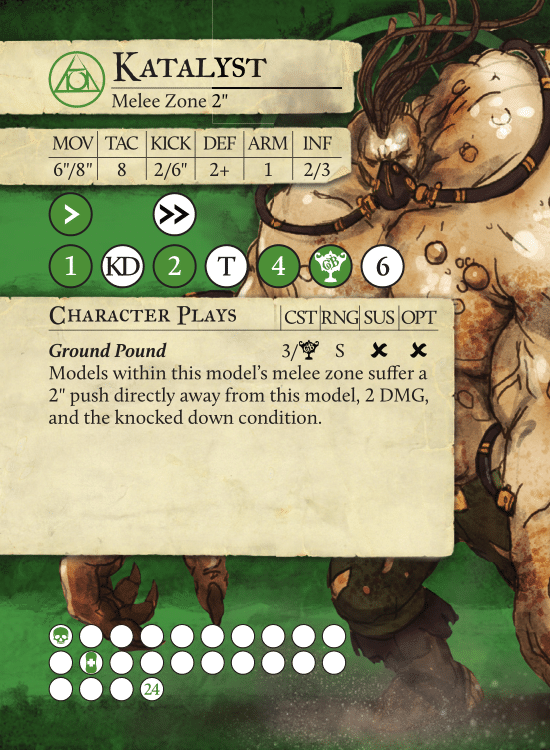 KATALYST
Melee Zone 2"
MOV TAC KICK DEF ARM INF
6"/8" 8 2/6" 2+ 1 2/3
> >>
1 KD 2 T 4 GB 6
CHARACTER PLAYS CST RNG SUS OPT
Ground Pound 3/GB S ✖ ✖
Models within this model's melee zone suffer a
2" push directly away from this model, 2 DMG,
and the knocked down condition.
24